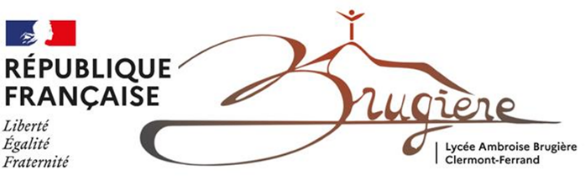 RÉPUBLIQUE
FRANÇAISE
Liberté
Égalité
Fraternité
Brugière
Lycée Ambroise Brugière
Clermont-Ferrand